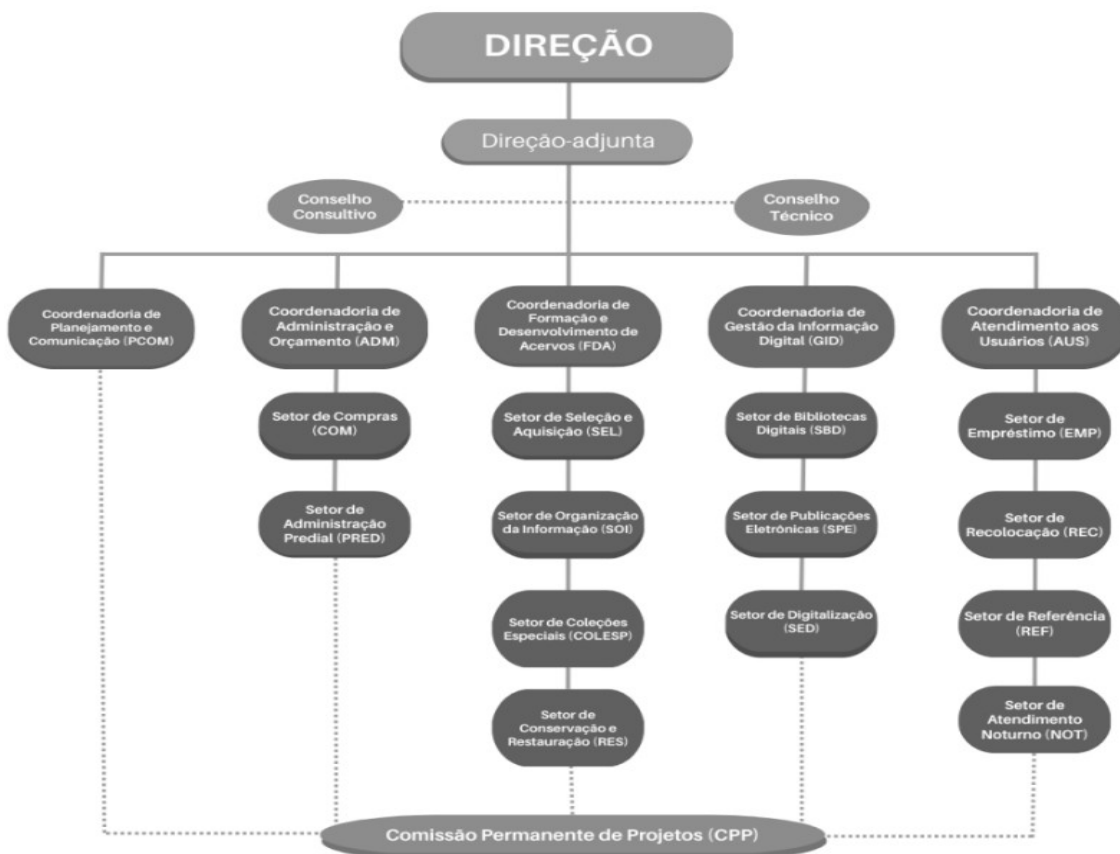 DIREÇÃO
Direção-adjunta
Conselho
Consultivo
Conselho
Técnico
Coordenadoria de
Planejamento e
Comunicação (PCOM)
Coordenadoria de
Administração e
Orçamento (ADM)
Coordenadoria de
Formação e
Desenvolvimento de
Acervos (FDA)
Coordenadoria de
Gestão da Informação
Digital (GID)
Coordenadoria de
Atendimento aos
Usuários (AUS)
Setor de Compras
(COM)
Setor de Seleção e
Aquisição (SEL)
Setor de Bibliotecas
Digitais (SBD)
Setor de
Empréstimo (EMP)
Setor de
Administração
Predial (PRED)
Setor de Organização
da Informação (SOI)
Setor de Publicações
Eletrônicas (SPE)
Setor de
Recolocação (REC)
Setor de Coleções
Especiais (COLESP)
Setor de Digitalização
(SED)
Setor de Referência
(REF)
Setor de
Conservação e
Restauração (RES)
Setor de
Atendimento
Noturno (NOT)
Comissão Permanente de Projetos (CPP)